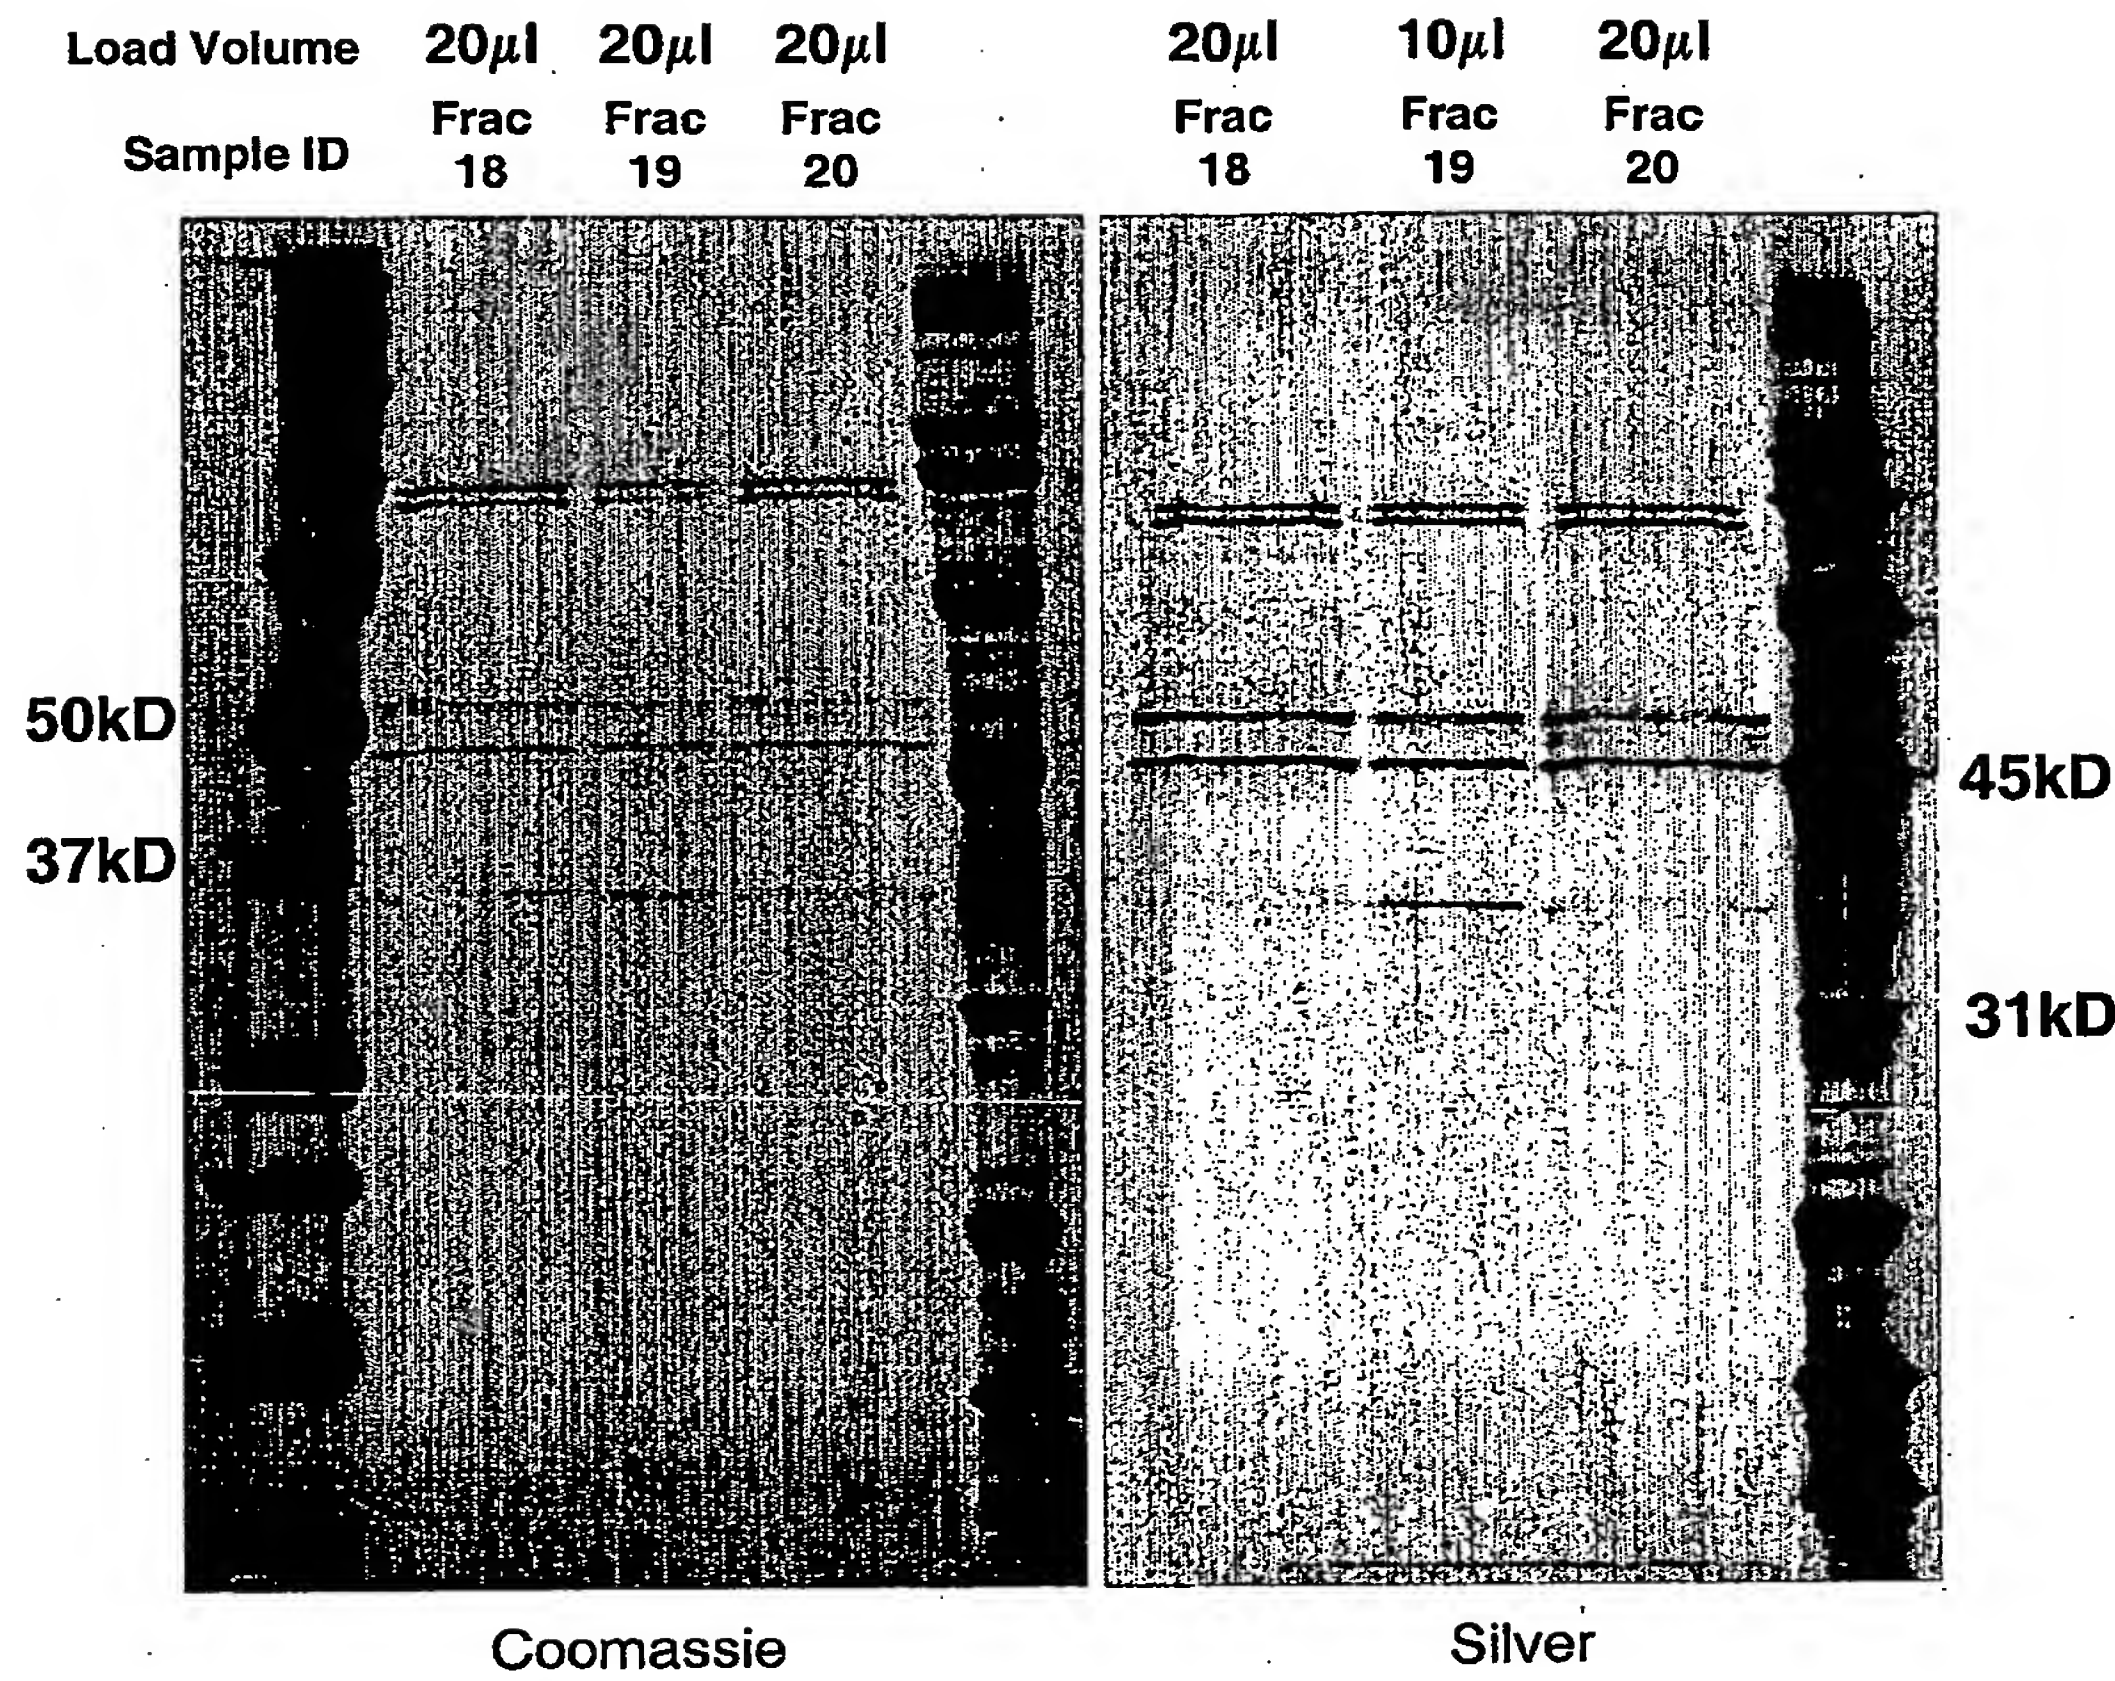 Load Volume 20µl 20µl 20µl 20µl 10µl 20µl
Frac Frac Frac Frac Frac Frac
Sample ID 18 19 20 18 19 20
50kD
45kD
37kD
31kD
Coomassie Silver